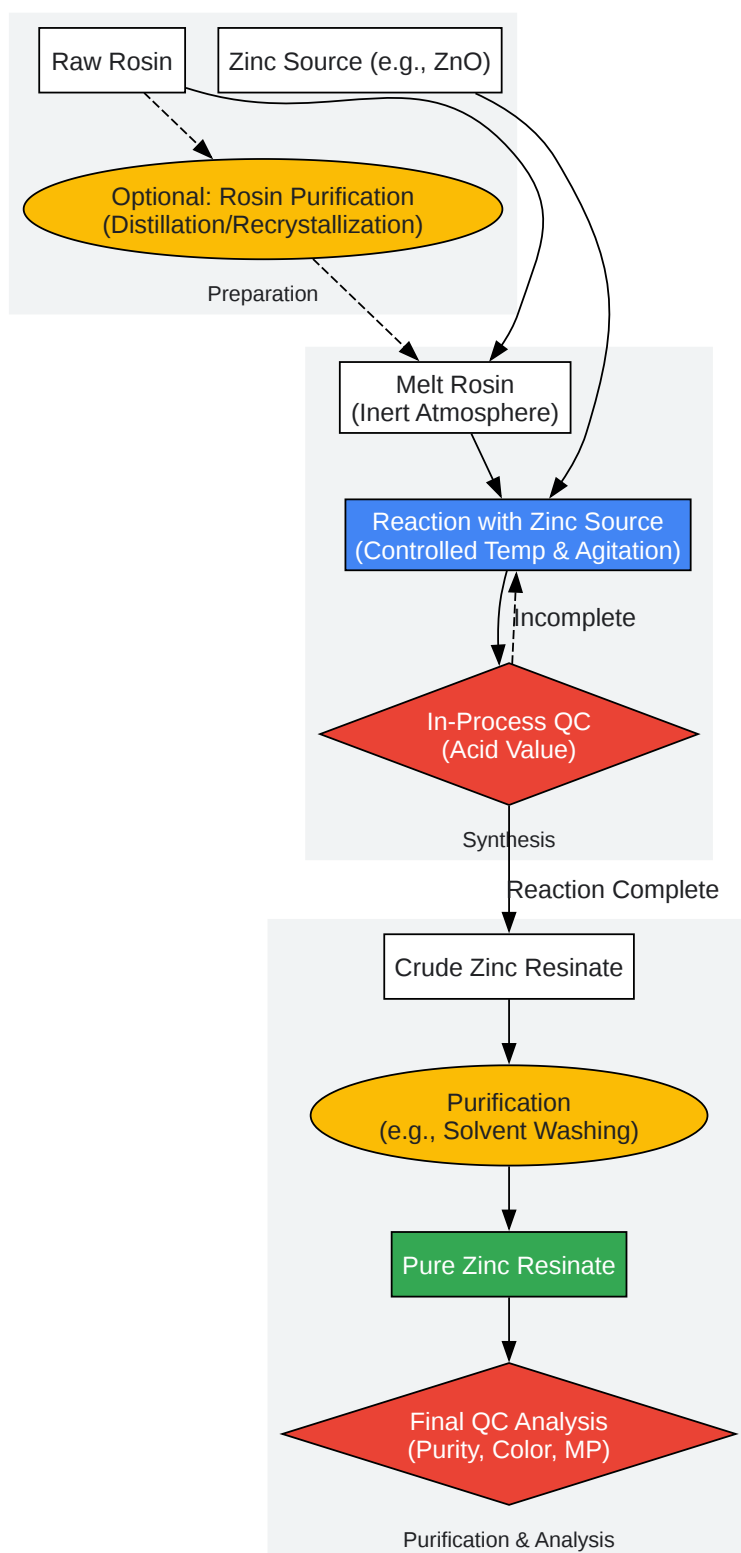 Raw Rosin
Zinc Source (e.g., ZnO)
Optional: Rosin Purification
(Distillation/Recrystallization)
Preparation
Melt Rosin
(Inert Atmosphere)
Reaction with Zinc Source
(Controlled Temp & Agitation)
Incomplete
In-Process QC
(Acid Value)
Synthesis
Reaction Complete
Crude Zinc Resinate
Purification
(e.g., Solvent Washing)
Pure Zinc Resinate
Final QC Analysis
(Purity, Color, MP)
Purification & Analysis